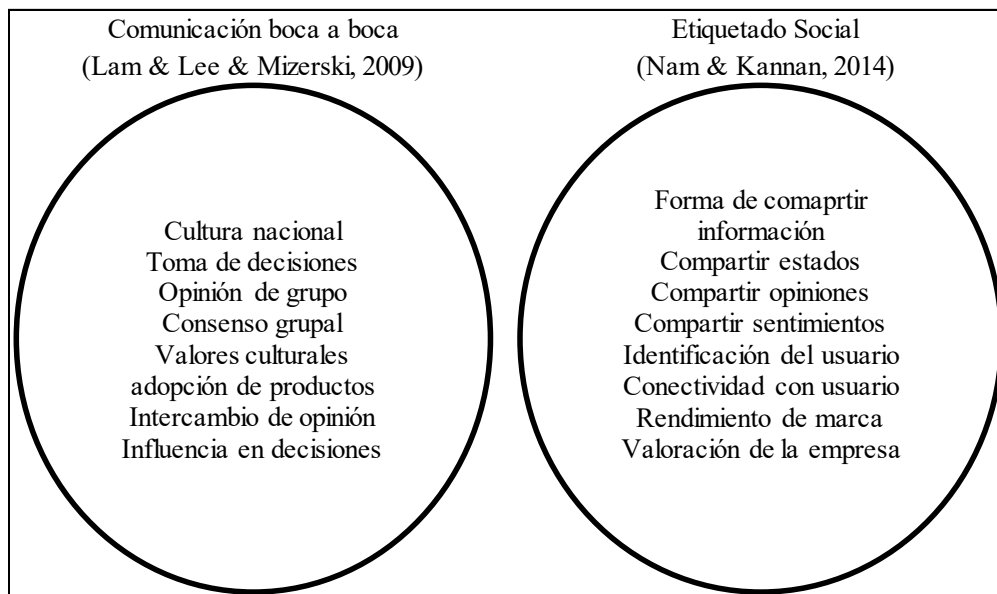 Comunicación boca a boca
(Lam & Lee & Mizerski, 2009)
Cultura nacional
Toma de decisiones
Opinión de grupo
Consenso grupal
Valores culturales
adopción de productos
Intercambio de opinión
Influencia en decisiones
Etiquetado Social
(Nam & Kannan, 2014)
Forma de comaprtir
información
Compartir estados
Compartir opiniones
Compartir sentimientos
Identificación del usuario
Conectividad con usuario
Rendimiento de marca
Valoración de la empresa